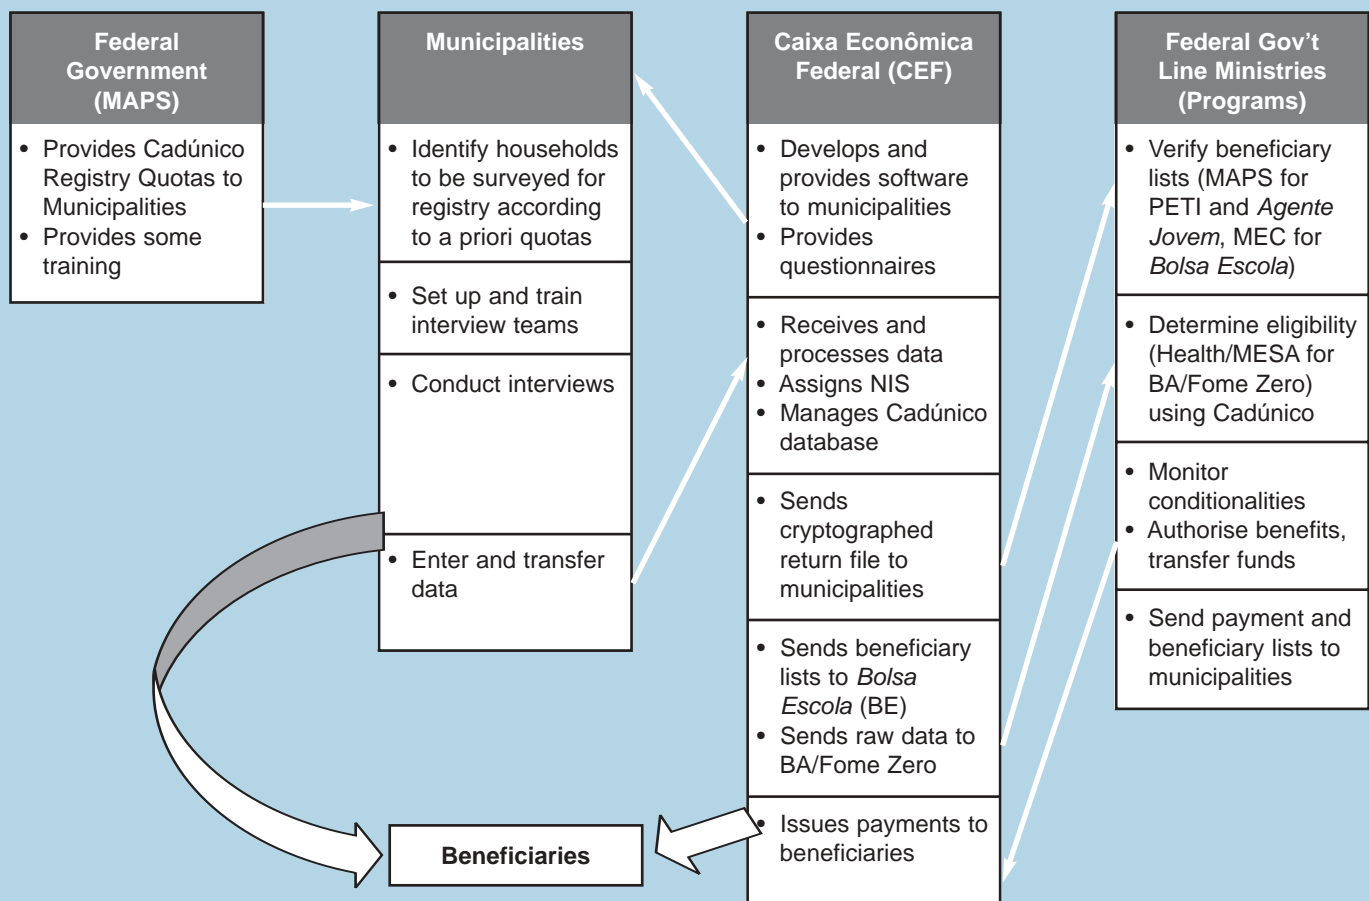 Federal
Government
(MAPS)
• Provides Cadúnico
Registry Quotas to
Municipalities
• Provides some
training
Municipalities
• Identify households
to be surveyed for
registry according
to a priori quotas
• Set up and train
interview teams
• Conduct interviews
• Enter and transfer
data
Caixa Econômica
Federal (CEF)
• Develops and
provides software
to municipalities
• Provides
questionnaires
• Receives and
processes data
• Assigns NIS
• Manages Cadúnico
database
• Sends
cryptographed
return file to
municipalities
• Sends beneficiary
lists to Bolsa
Escola (BE)
• Sends raw data to
BA/Fome Zero
• Issues payments to
beneficiaries
Federal Gov’t
Line Ministries
(Programs)
• Verify beneficiary
lists (MAPS for
PETI and Agente
Jovem, MEC for
Bolsa Escola)
• Determine eligibility
(Health/MESA for
BA/Fome Zero)
using Cadúnico
• Monitor
conditionalities
• Authorise benefits,
transfer funds
• Send payment and
beneficiary lists to
municipalities
Beneficiaries